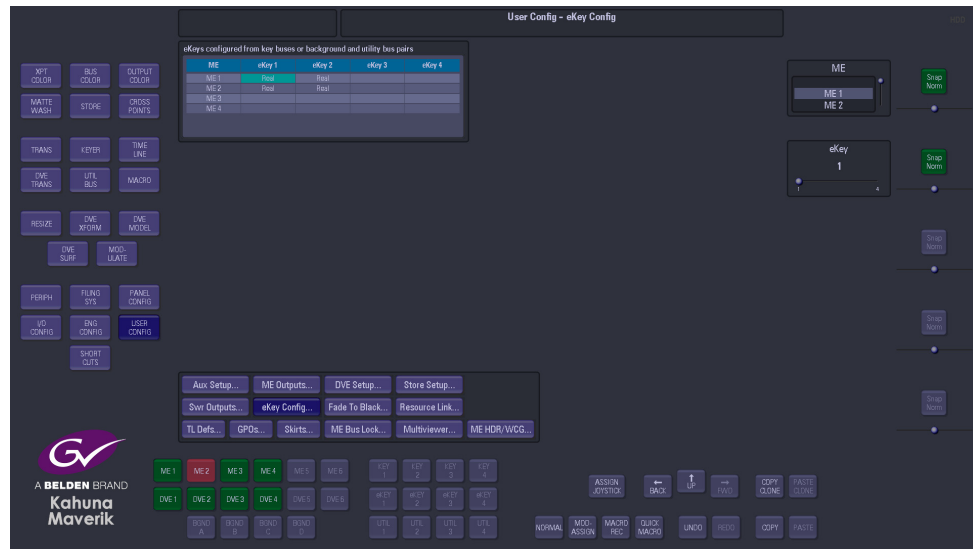 User Config - eKey Config
HDD
eKeys configured from key buses or background and utility bus pairs
ME eKey 1 eKey 2 eKey 3 eKey 4
ME 1 Real Real
ME 2 Real Real
ME 3
ME 4
ME
ME 1
ME 2
Snap
Norm
eKey
1
1 4
Snap
Norm
Snap
Norm
Snap
Norm
Snap
Norm
XPT
COLOR
BUS
COLOR
OUTPUT
COLOR
MATTE
WASH
STORE
CROSS
POINTS
TRANS
KEYER
TIME
LINE
DVE
TRANS
UTIL
BUS
MACRO
RESIZE
DVE
XFORM
DVE
MODEL
DVE
SURF
MOD-
ULATE
PERIPH
FILING
SYS
PANEL
CONFIG
I/O
CONFIG
ENG
CONFIG
USER
CONFIG
SHORT
CUTS
Aux Setup... ME Outputs... DVE Setup... Store Setup...
Swr Outputs... eKey Config... Fade To Black... Resource Link...
TL Defs... GPOs... Skirts... ME Bus Lock... Multiviewer... ME HDR/WCG...
GV
A BELDEN BRAND
Kahuna
Maverik
ME 1 ME 2 ME 3 ME 4 ME 5 ME 6
KEY
1
KEY
2
KEY
3
KEY
4
DVE 1 DVE 2 DVE 3 DVE 4 DVE 5 DVE 6
eKEY
1
eKEY
2
eKEY
3
eKEY
4
BGND
A
BGND
B
BGND
C
BGND
D
UTIL
1
UTIL
2
UTIL
3
UTIL
4
ASSIGN
JOYSTICK
BACK
UP
FWD
COPY
CLONE
PASTE
CLONE
NORMAL
MOD-
ASSIGN
MACRO
REC
QUICK
MACRO
UNDO
REDO
COPY
PASTE